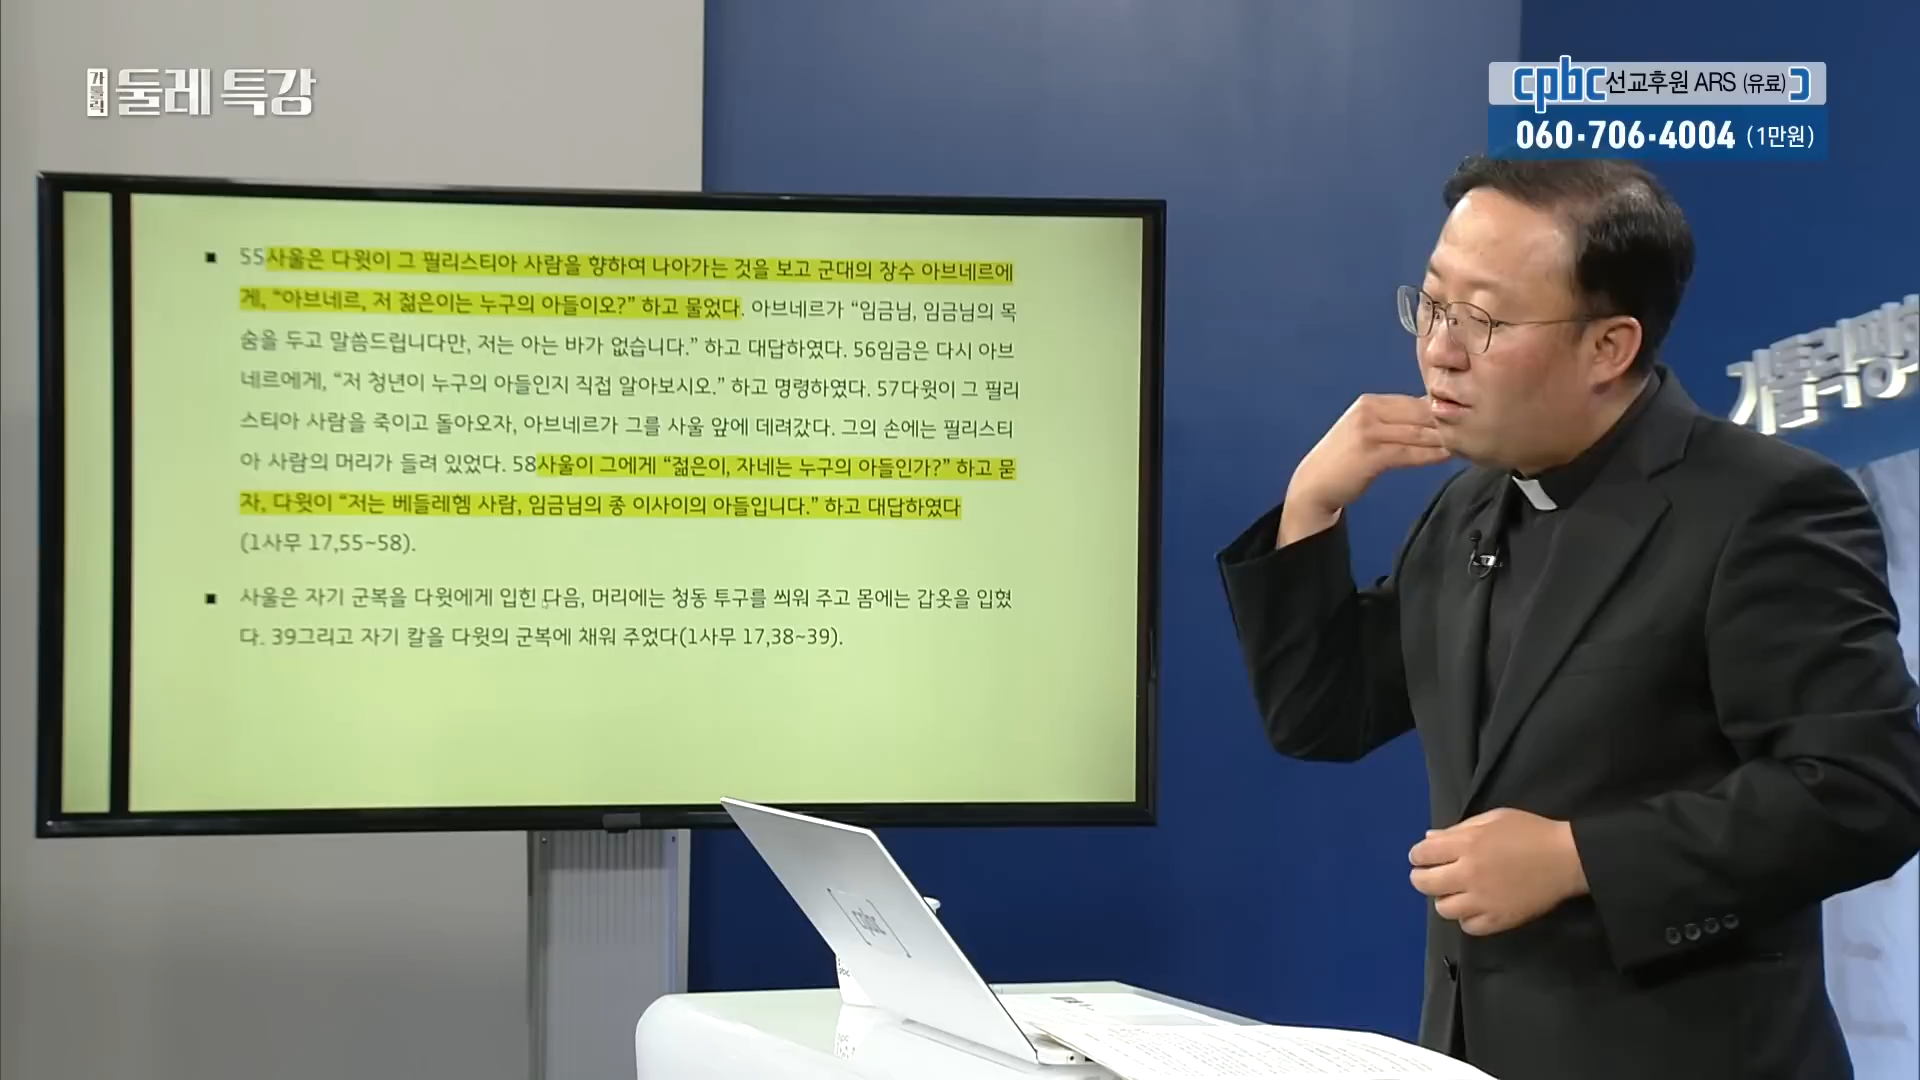 가톨릭 둘레 특강
cpbc 선교후원 ARS (유료)
060·706·4004 (1만원)
■ 55사울은 다윗이 그 필리스티아 사람을 향하여 나아가는 것을 보고 군대의 장수 아브네르에
게, “아브네르, 저 젊은이는 누구의 아들이오?” 하고 물었다. 아브네르가 “임금님, 임금님의 목
숨을 두고 말씀드립니다만, 저는 아는 바가 없습니다.” 하고 대답하였다. 56임금은 다시 아브
네르에게, “저 청년이 누구의 아들인지 직접 알아보시오.” 하고 명령하였다. 57다윗이 그 필리
스티아 사람을 죽이고 돌아오자, 아브네르가 그를 사울 앞에 데려갔다. 그의 손에는 필리스티
아 사람의 머리가 들려 있었다. 58사울이 그에게 “젊은이, 자네는 누구의 아들인가?” 하고 묻
자, 다윗이 “저는 베들레헴 사람, 임금님의 종 이사이의 아들입니다.” 하고 대답하였다
(1사무 17,55~58).
■ 사울은 자기 군복을 다윗에게 입힌 다음, 머리에는 청동 투구를 씌워 주고 몸에는 갑옷을 입혔
다. 39그리고 자기 칼을 다윗의 군복에 채워 주었다(1사무 17,38~39).
가톨릭평화
cpbc